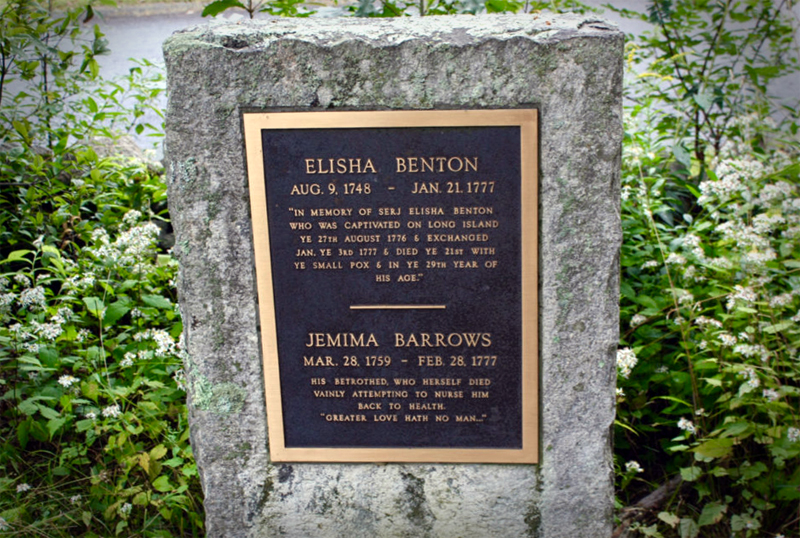 ELISHA BENTON
AUG. 9, 1748 - JAN. 21, 1777
"IN MEMORY OF SERJ ELISHA BENTON
WHO WAS CAPTIVATED ON LONG ISLAND
YE 27TH AUGUST 1776 & EXCHANGED
JAN. YE 3RD 1777 & DIED YE 21ST WITH
YE SMALL POX & IN YE 29TH YEAR OF
HIS AGE."
JEMIMA BARROWS
MAR. 28, 1759 - FEB. 28, 1777
HIS BETROTHED, WHO HERSELF DIED
VAINLY ATTEMPTING TO NURSE HIM
BACK TO HEALTH.
"GREATER LOVE HATH NO MAN..."